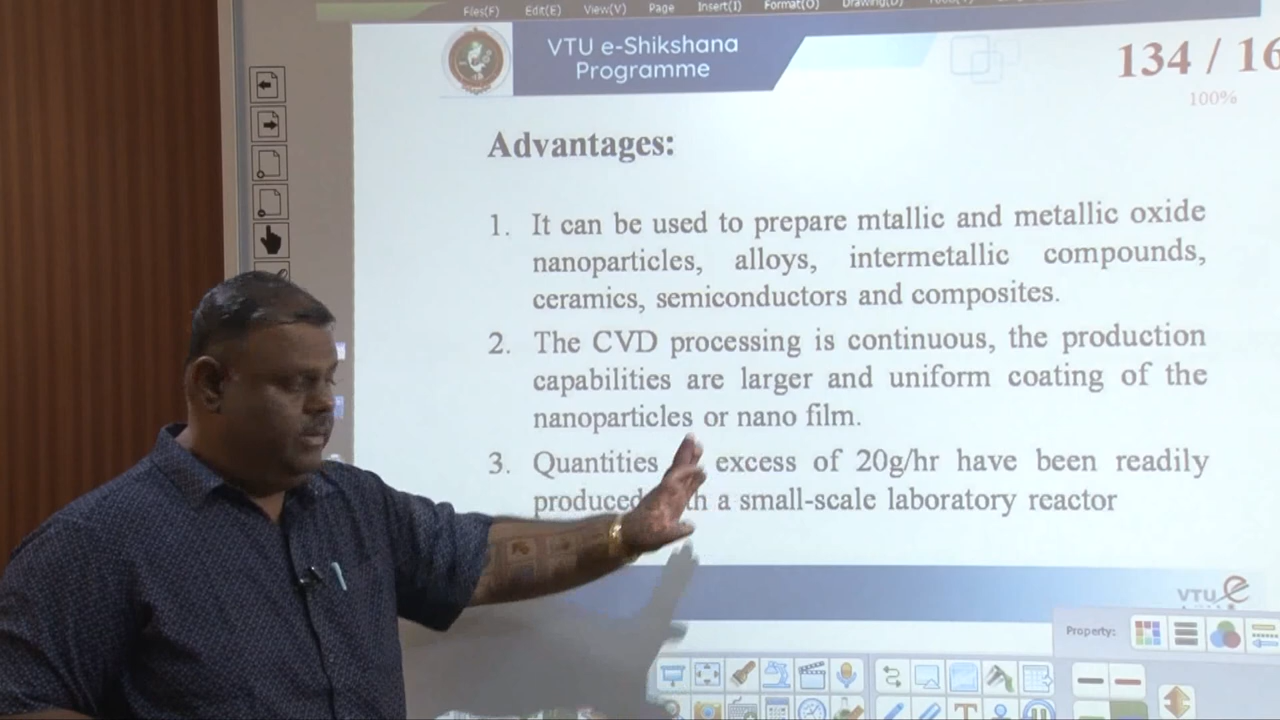 Files(F) Edit(E) View(V) Page Insert(I) Format(O) Drawing(D)
VTU e-Shikshana
Programme
134 / 16
100%
Advantages:
1. It can be used to prepare mtallic and metallic oxide
nanoparticles, alloys, intermetallic compounds,
ceramics, semiconductors and composites.
2. The CVD processing is continuous, the production
capabilities are larger and uniform coating of the
nanoparticles or nano film.
3. Quantities excess of 20g/hr have been readily
produced a small-scale laboratory reactor
VTU e
Property: